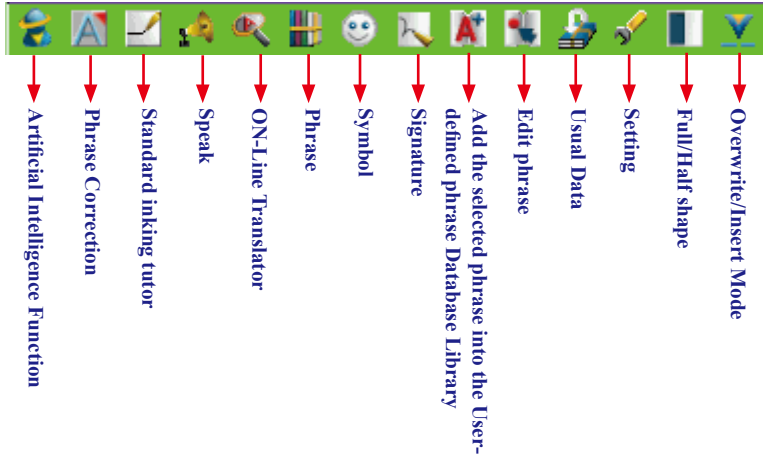 Artificial Intelligence Function
Phrase Correction
Standard inking tutor
Speak
ON-Line Translator
Phrase
Symbol
Signature
Add the selected phrase into the User-
defined phrase Database Library
Edit phrase
Usual Data
Setting
Full/Half shape
Overwrite/Insert Mode